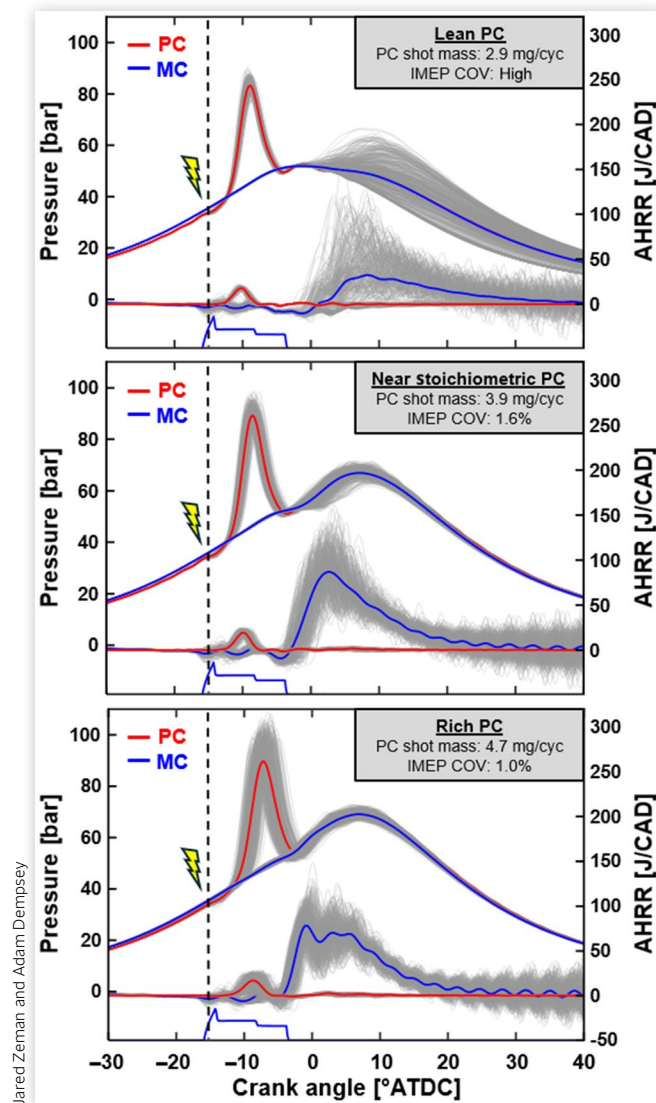 Lean PC
PC shot mass: 2.9 mg/cyc
IMEP COV: High
PC
MC
Pressure [bar]
100
80
60
40
20
0
AHRR [J/CAD]
300
250
200
150
100
50
0
Near stoichiometric PC
PC shot mass: 3.9 mg/cyc
IMEP COV: 1.6%
PC
MC
Pressure [bar]
100
80
60
40
20
0
AHRR [J/CAD]
300
250
200
150
100
50
0
Rich PC
PC shot mass: 4.7 mg/cyc
IMEP COV: 1.0%
PC
MC
Pressure [bar]
100
80
60
40
20
0
AHRR [J/CAD]
300
250
200
150
100
50
0
-50
–30 –20 –10 0 10 20 30 40
Crank angle [°ATDC]
Jared Zeman and Adam Dempsey